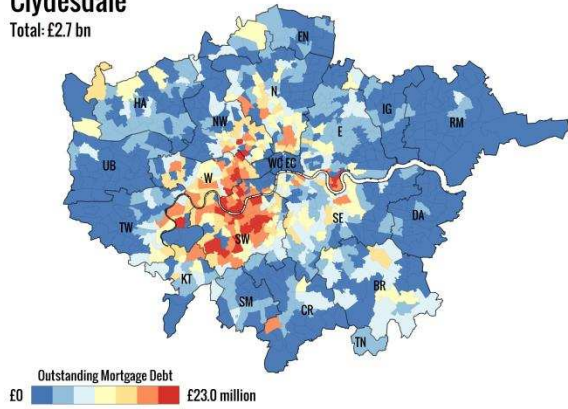 Clydesdale
Total: £2.7 bn
EN
HA
N
NW
IG
RM
E
UB
WC EC
W
TW
SE
DA
SW
KT
BR
SM
CR
TN
Outstanding Mortgage Debt
£0 £23.0 million